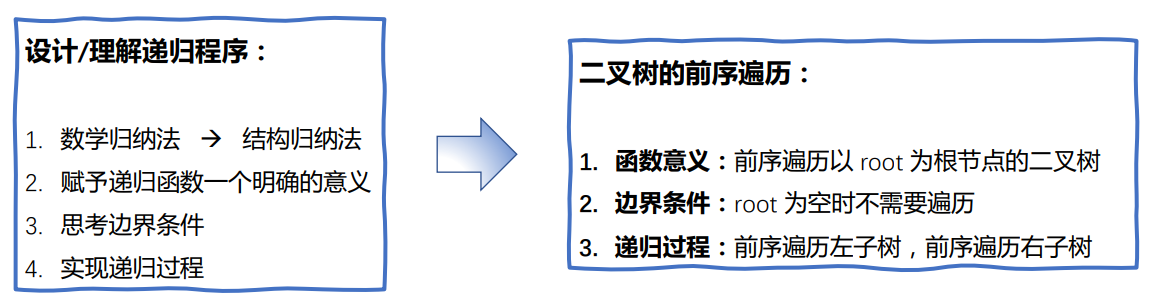 设计/理解递归程序：
1. 数学归纳法 → 结构归纳法
2. 赋予递归函数一个明确的意义
3. 思考边界条件
4. 实现递归过程
二叉树的前序遍历：
1. 函数意义：前序遍历以 root 为根节点的二叉树
2. 边界条件：root 为空时不需要遍历
3. 递归过程：前序遍历左子树，前序遍历右子树